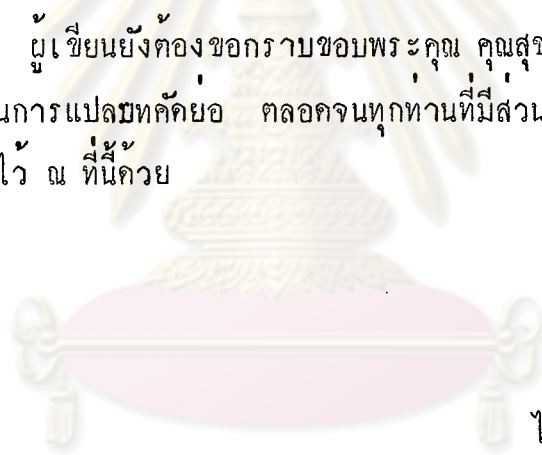 ผู้เขียนยังต้องขอกราบขอบพระคุณ คุณสุข
นการแปลบทคัดย่อ ตลอดจนทุกท่านที่มีส่วน
ไว้ ณ ที่นี้ด้วย
ไ